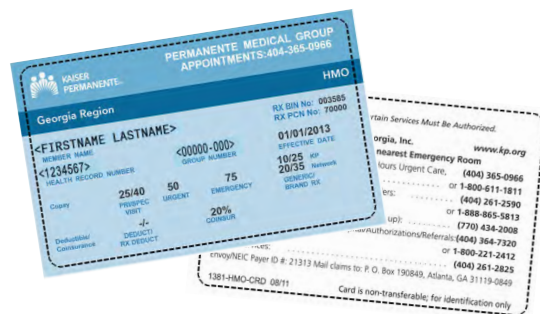 KAISER
PERMANENTE®
PERMANENTE MEDICAL GROUP
APPOINTMENTS:404-365-0966
Georgia Region
HMO
<FIRSTNAME LASTNAME>
MEMBER NAME
RX BIN No: 003585
RX PCN No: 70000
<1234567>
HEALTH RECORD NUMBER
<00000-000>
GROUP NUMBER
01/01/2013
EFFECTIVE DATE
Copay
25/40
PRV/SPEC
VISIT
50
URGENT
75
EMERGENCY
10/25 KP
20/35 Network
GENERIC/
BRAND RX
Deductible/
Coinsurance
-/-
DEDUCT/
RX DEDUCT
20%
COINSUR
rtain Services Must Be Authorized.
orgia, Inc. www.kp.org
nearest Emergency Room
Hours Urgent Care, (404) 365-0966
or 1-800-611-1811
ers: (404) 261-2590
or 1-888-865-5813
up): (770) 434-2008
/Authorizations/Referrals:(404) 364-7320
or 1-800-221-2412
(404) 261-2825
Envoy/NEIC Payer ID #: 21313 Mail claims to: P. O. Box 190849, Atlanta, GA 31119-0849
1381-HMO-CRD 08/11 Card is non-transferable; for identification only